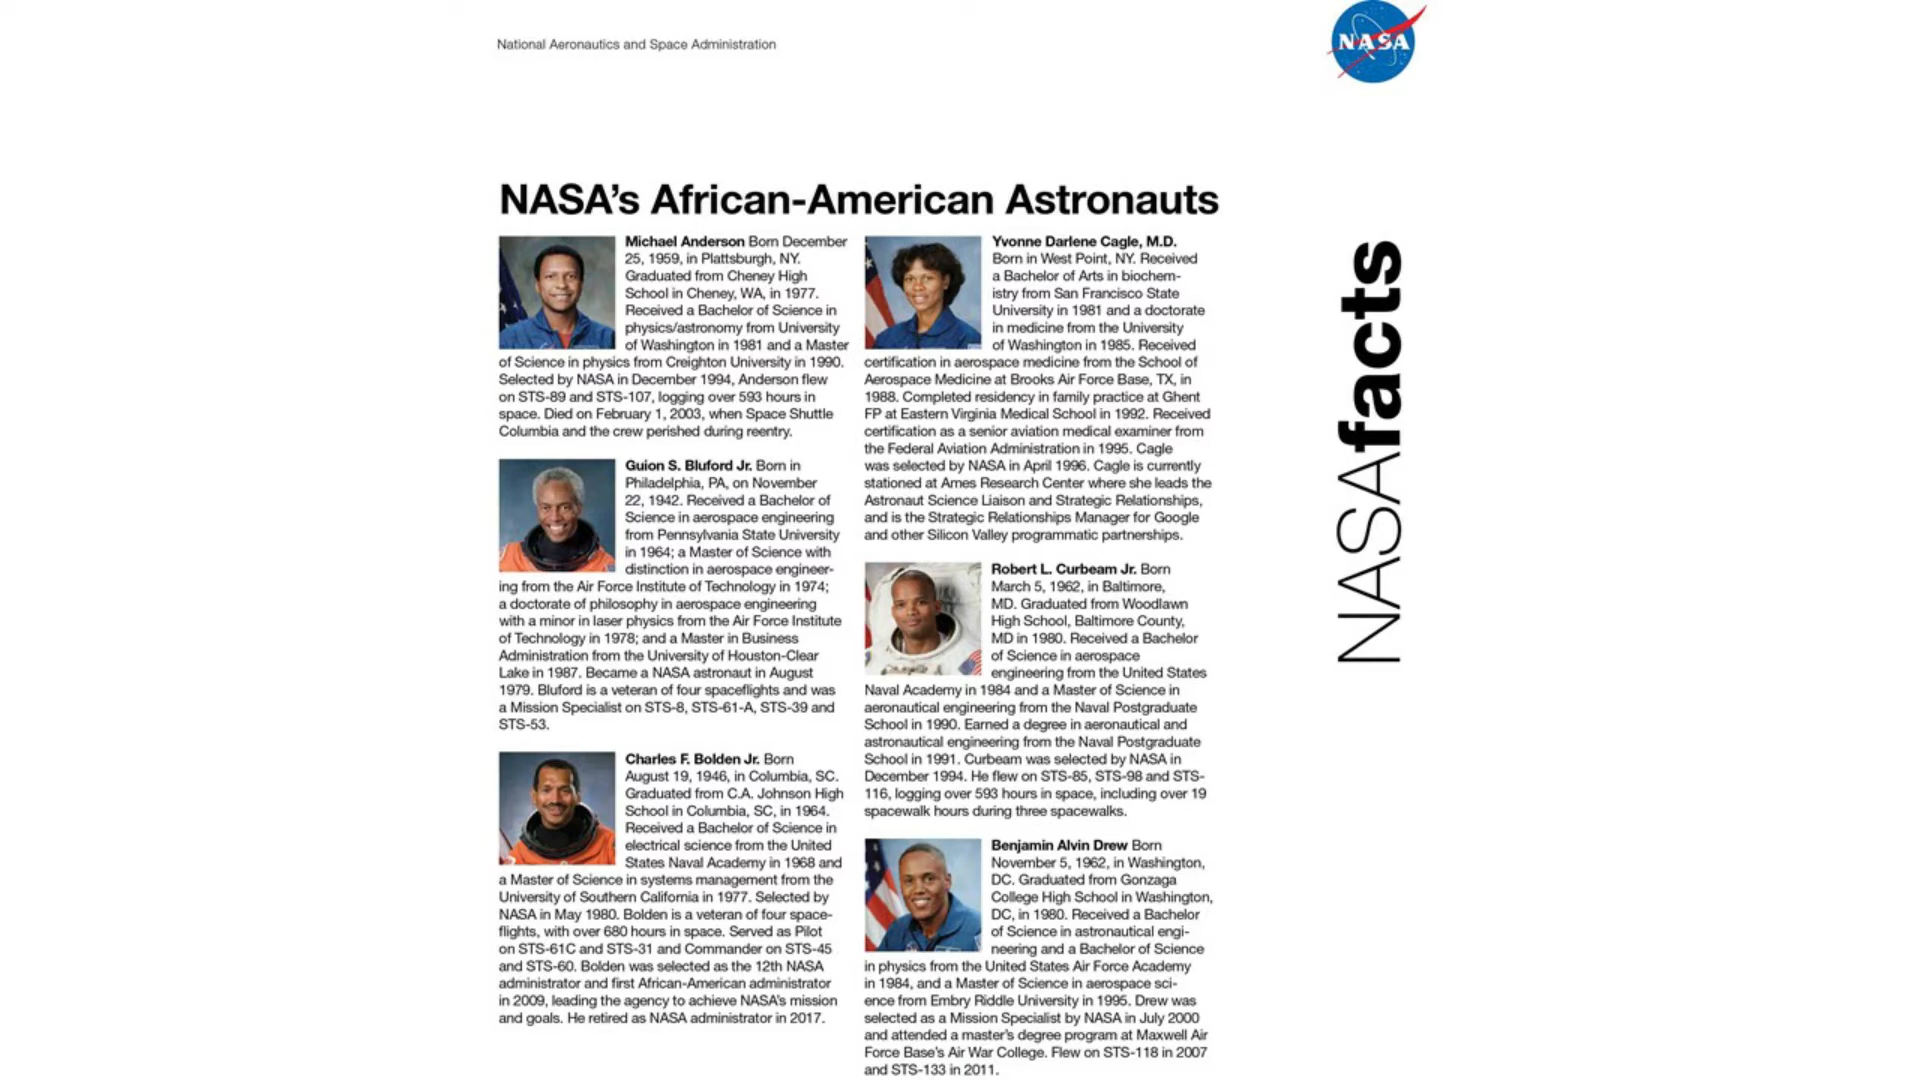 National Aeronautics and Space Administration
NASA
NASA's African-American Astronauts
Michael Anderson Born December
25, 1959, in Plattsburgh, NY.
Graduated from Cheney High
School in Cheney, WA, in 1977.
Received a Bachelor of Science in
physics/astronomy from University
of Washington in 1981 and a Master
of Science in physics from Creighton University in 1990.
Selected by NASA in December 1994, Anderson flew
on STS-89 and STS-107, logging over 593 hours in
space. Died on February 1, 2003, when Space Shuttle
Columbia and the crew perished during reentry.
Guion S. Bluford Jr. Born in
Philadelphia, PA, on November
22, 1942. Received a Bachelor of
Science in aerospace engineering
from Pennsylvania State University
in 1964; a Master of Science with
distinction in aerospace engineer-
ing from the Air Force Institute of Technology in 1974;
a doctorate of philosophy in aerospace engineering
with a minor in laser physics from the Air Force Institute
of Technology in 1978; and a Master in Business
Administration from the University of Houston-Clear
Lake in 1987. Became a NASA astronaut in August
1979. Bluford is a veteran of four spaceflights and was
a Mission Specialist on STS-8, STS-61-A, STS-39 and
STS-53.
Charles F. Bolden Jr. Born
August 19, 1946, in Columbia, SC.
Graduated from C.A. Johnson High
School in Columbia, SC, in 1964.
Received a Bachelor of Science in
electrical science from the United
States Naval Academy in 1968 and
a Master of Science in systems management from the
University of Southern California in 1977. Selected by
NASA in May 1980. Bolden is a veteran of four space-
flights, with over 680 hours in space. Served as Pilot
on STS-61C and STS-31 and Commander on STS-45
and STS-60. Bolden was selected as the 12th NASA
administrator and first African-American administrator
in 2009, leading the agency to achieve NASA's mission
and goals. He retired as NASA administrator in 2017.
Yvonne Darlene Cagle, M.D.
Born in West Point, NY. Received
a Bachelor of Arts in biochem-
istry from San Francisco State
University in 1981 and a doctorate
in medicine from the University
of Washington in 1985. Received
certification in aerospace medicine from the School of
Aerospace Medicine at Brooks Air Force Base, TX, in
1988. Completed residency in family practice at Ghent
FP at Eastern Virginia Medical School in 1992. Received
certification as a senior aviation medical examiner from
the Federal Aviation Administration in 1995. Cagle
was selected by NASA in April 1996. Cagle is currently
stationed at Ames Research Center where she leads the
Astronaut Science Liaison and Strategic Relationships,
and is the Strategic Relationships Manager for Google
and other Silicon Valley programmatic partnerships.
Robert L. Curbeam Jr. Born
March 5, 1962, in Baltimore,
MD. Graduated from Woodlawn
High School, Baltimore County,
MD in 1980. Received a Bachelor
of Science in aerospace
engineering from the United States
Naval Academy in 1984 and a Master of Science in
aeronautical engineering from the Naval Postgraduate
School in 1990. Earned a degree in aeronautical and
astronautical engineering from the Naval Postgraduate
School in 1991. Curbeam was selected by NASA in
December 1994. He flew on STS-85, STS-98 and STS-
116, logging over 593 hours in space, including over 19
spacewalk hours during three spacewalks.
Benjamin Alvin Drew Born
November 5, 1962, in Washington,
DC. Graduated from Gonzaga
College High School in Washington,
DC, in 1980. Received a Bachelor
of Science in astronautical engi-
neering and a Bachelor of Science
in physics from the United States Air Force Academy
in 1984, and a Master of Science in aerospace sci-
ence from Embry Riddle University in 1995. Drew was
selected as a Mission Specialist by NASA in July 2000
and attended a master's degree program at Maxwell Air
Force Base's Air War College. Flew on STS-118 in 2007
and STS-133 in 2011.
NASAfacts